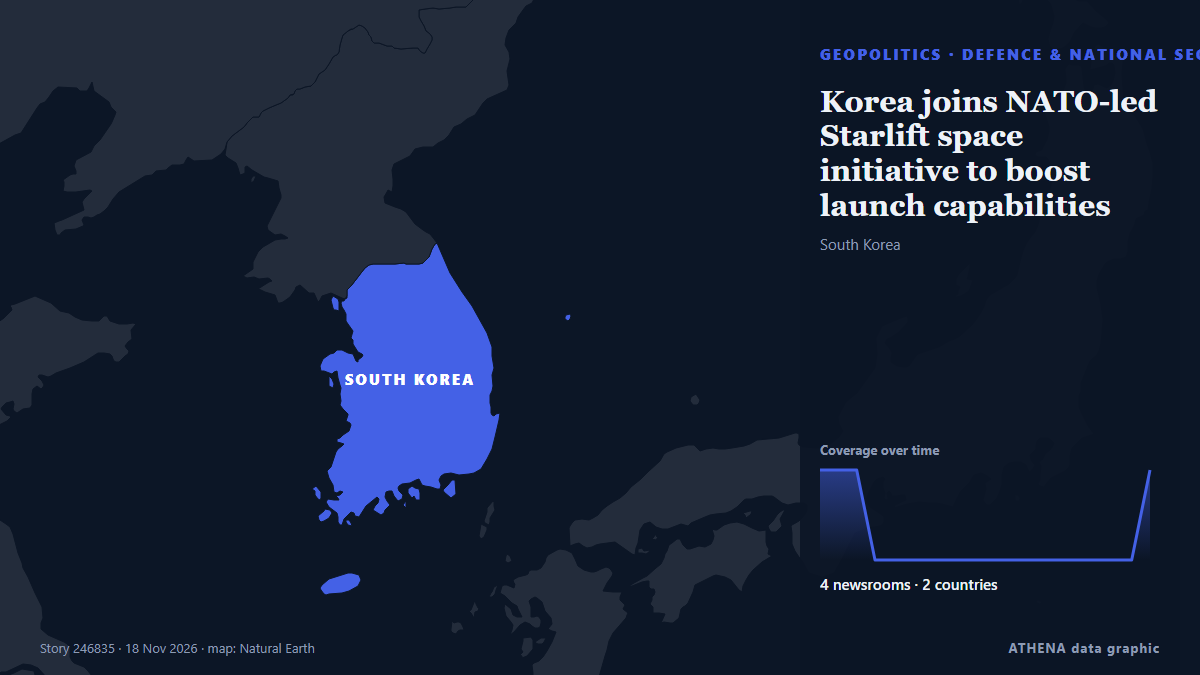 GEOPOLITICS · DEFENCE & NATIONAL SEC
Korea joins NATO-led
Starlift space
initiative to boost
launch capabilities
South Korea
SOUTH KOREA
Coverage over time
4 newsrooms · 2 countries
Story 246835 · 18 Nov 2026 · map: Natural Earth
ATHENA data graphic